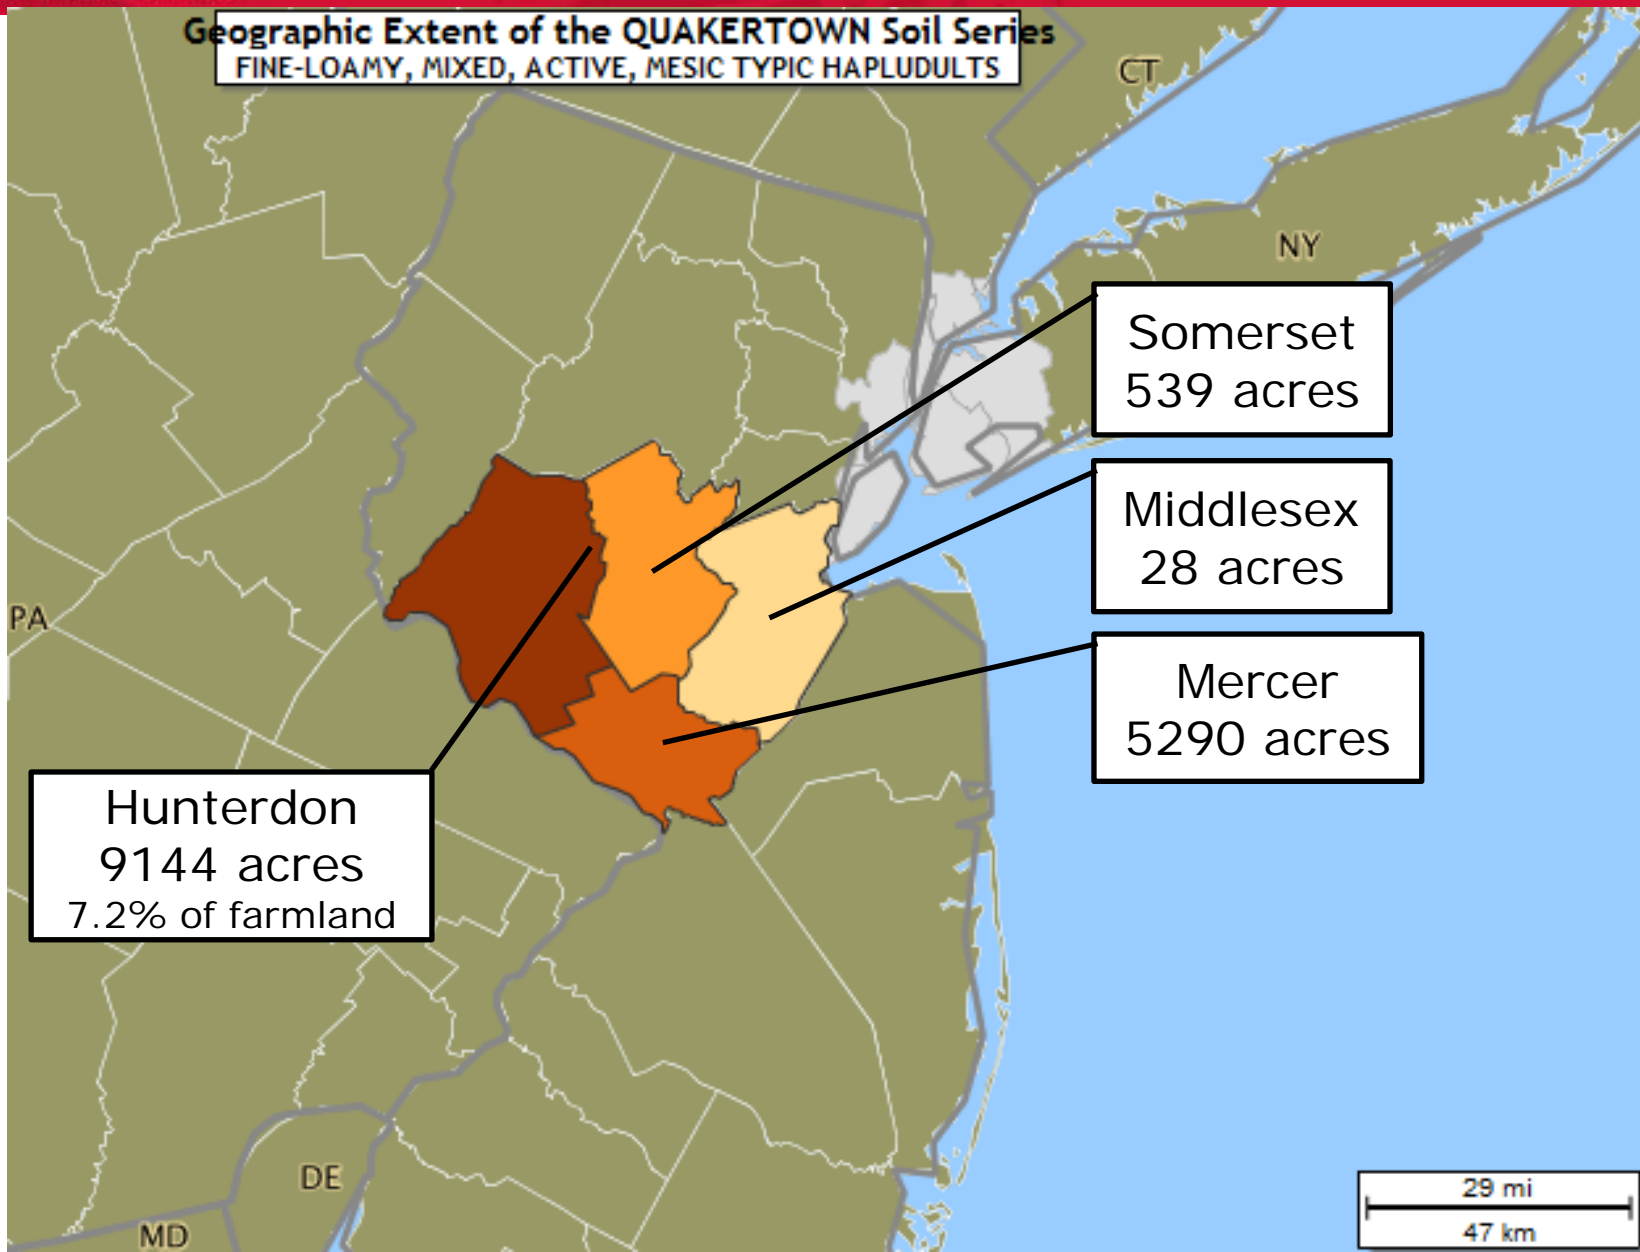 Geographic Extent of the QUAKERTOWN Soil Series
FINE-LOAMY, MIXED, ACTIVE, MESIC TYPIC HAPLUDULTS
CT
NY
Somerset
539 acres
Middlesex
28 acres
PA
Mercer
5290 acres
Hunterdon
9144 acres
7.2% of farmland
DE
MD
29 mi
47 km